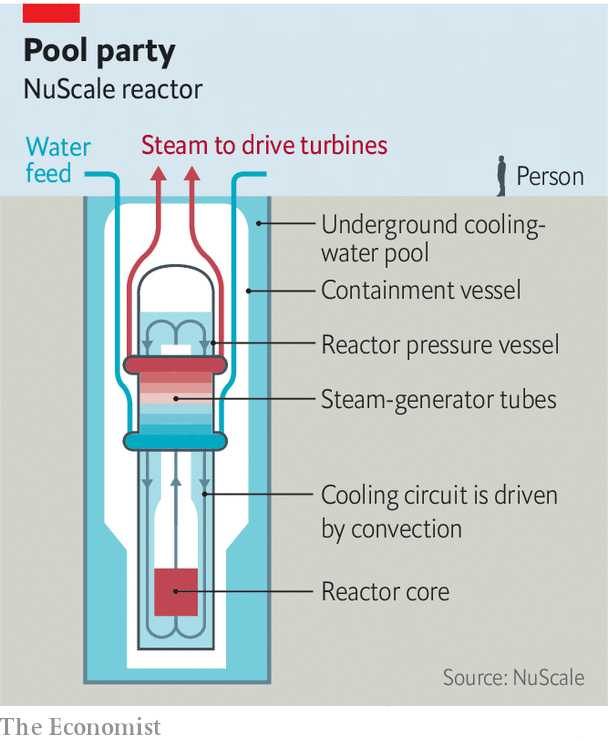 Pool party
NuScale reactor
Water
feed
Steam to drive turbines
Person
Underground cooling-
water pool
Containment vessel
Reactor pressure vessel
Steam-generator tubes
Cooling circuit is driven
by convection
Reactor core
Source: NuScale
The Economist